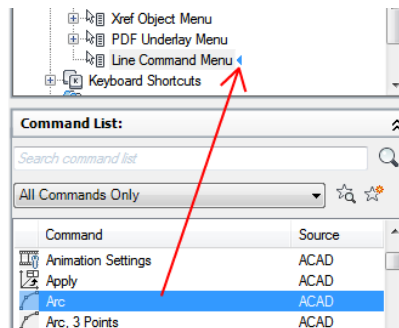 Xref Object Menu
PDF Underlay Menu
Line Command Menu
Keyboard Shortcuts
Command List:
Search command list
All Commands Only
Command Source
Animation Settings ACAD
Apply ACAD
Arc ACAD
Arc, 3 Points ACAD